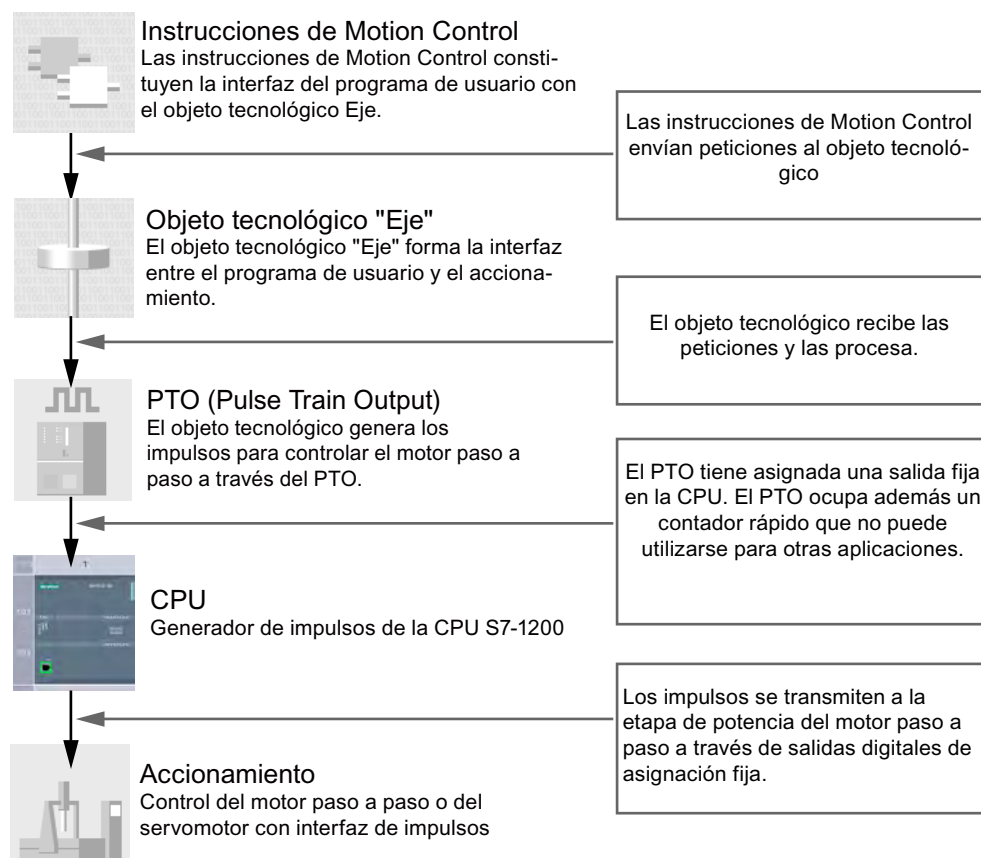 Instrucciones de Motion Control
Las instrucciones de Motion Control consti-
tuyen la interfaz del programa de usuario con
el objeto tecnológico Eje.
Las instrucciones de Motion Control
envían peticiones al objeto tecnoló-
gico
Objeto tecnológico "Eje"
El objeto tecnológico "Eje" forma la interfaz
entre el programa de usuario y el acciona-
miento.
El objeto tecnológico recibe las
peticiones y las procesa.
PTO (Pulse Train Output)
El objeto tecnológico genera los
impulsos para controlar el motor paso a
paso a través del PTO.
El PTO tiene asignada una salida fija
en la CPU. El PTO ocupa además un
contador rápido que no puede
utilizarse para otras aplicaciones.
CPU
Generador de impulsos de la CPU S7-1200
Los impulsos se transmiten a la
etapa de potencia del motor paso a
paso a través de salidas digitales de
asignación fija.
Accionamiento
Control del motor paso a paso o del
servomotor con interfaz de impulsos